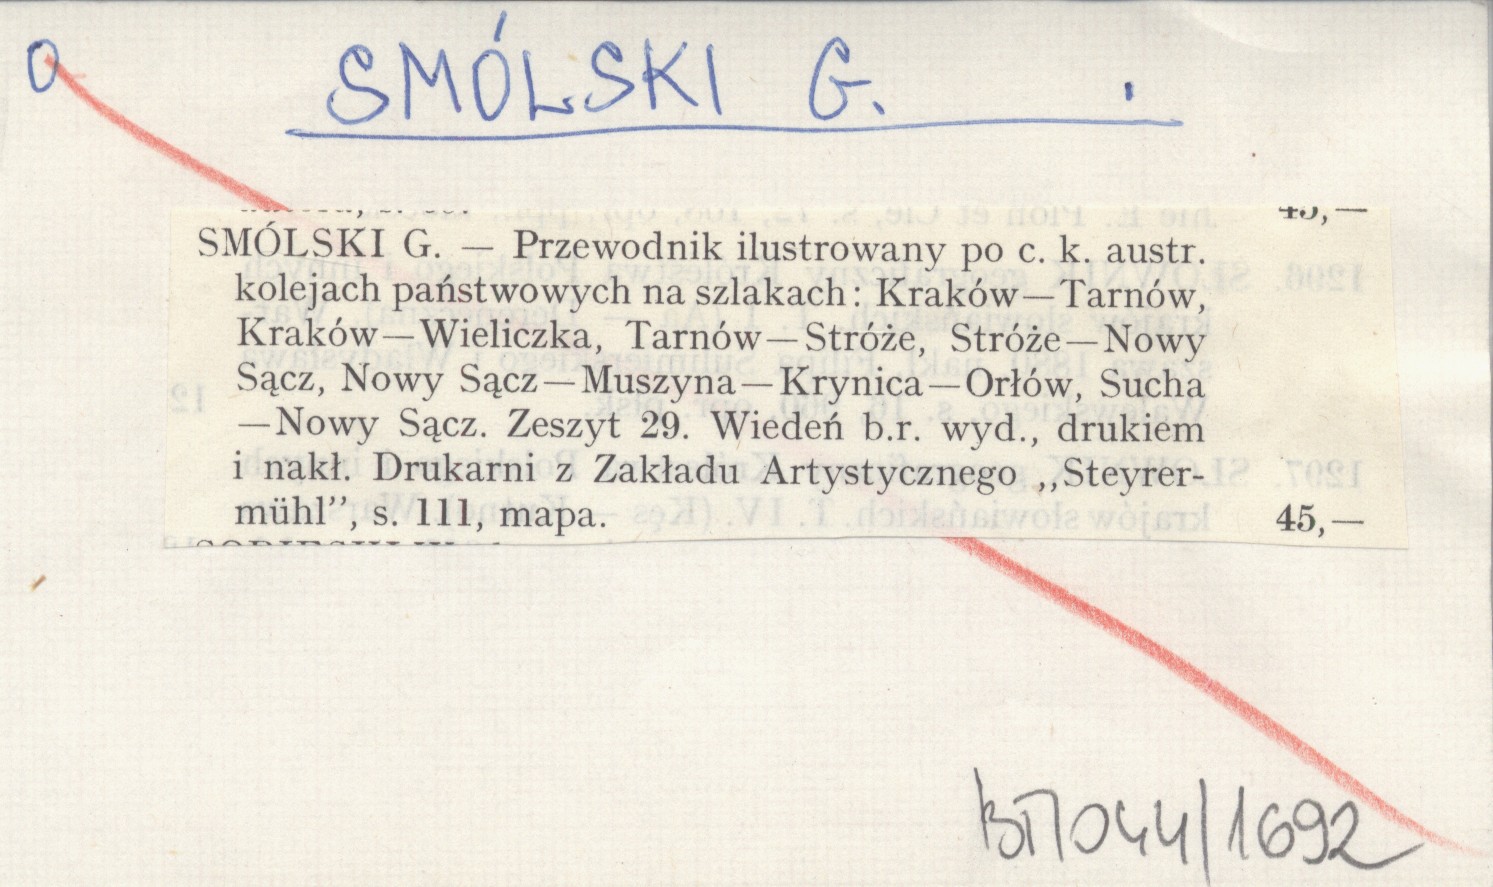 O
SMÓLSKI G.
45,—
SMÓLSKI G. — Przewodnik ilustrowany po c. k. austr.
kolejach państwowych na szlakach: Kraków—Tarnów,
Kraków—Wieliczka, Tarnów—Stróże, Stróże—Nowy
Sącz, Nowy Sącz—Muszyna—Krynica—Orłów, Sucha
—Nowy Sącz. Zeszyt 29. Wiedeń b.r. wyd., drukiem
i nakł. Drukarni z Zakładu Artystycznego „Steyrer-
mühl”, s. 111, mapa. 45,—
044/1692